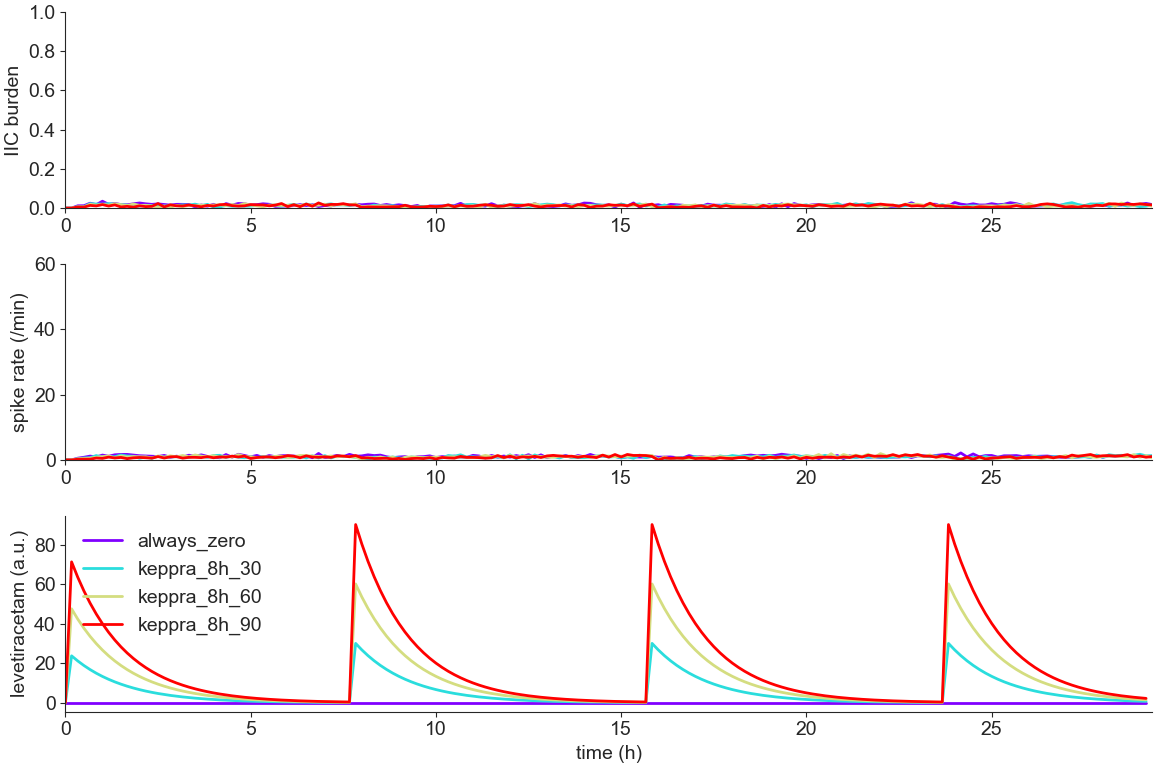 IIC burden
1.0
0.8
0.6
0.4
0.2
0.0
0 5 10 15 20 25
spike rate (/min)
60
40
20
0
0 5 10 15 20 25
levetiracetam (a.u.)
80
60
40
20
0
always_zero
keppra_8h_30
keppra_8h_60
keppra_8h_90
0 5 10 15 20 25
time (h)